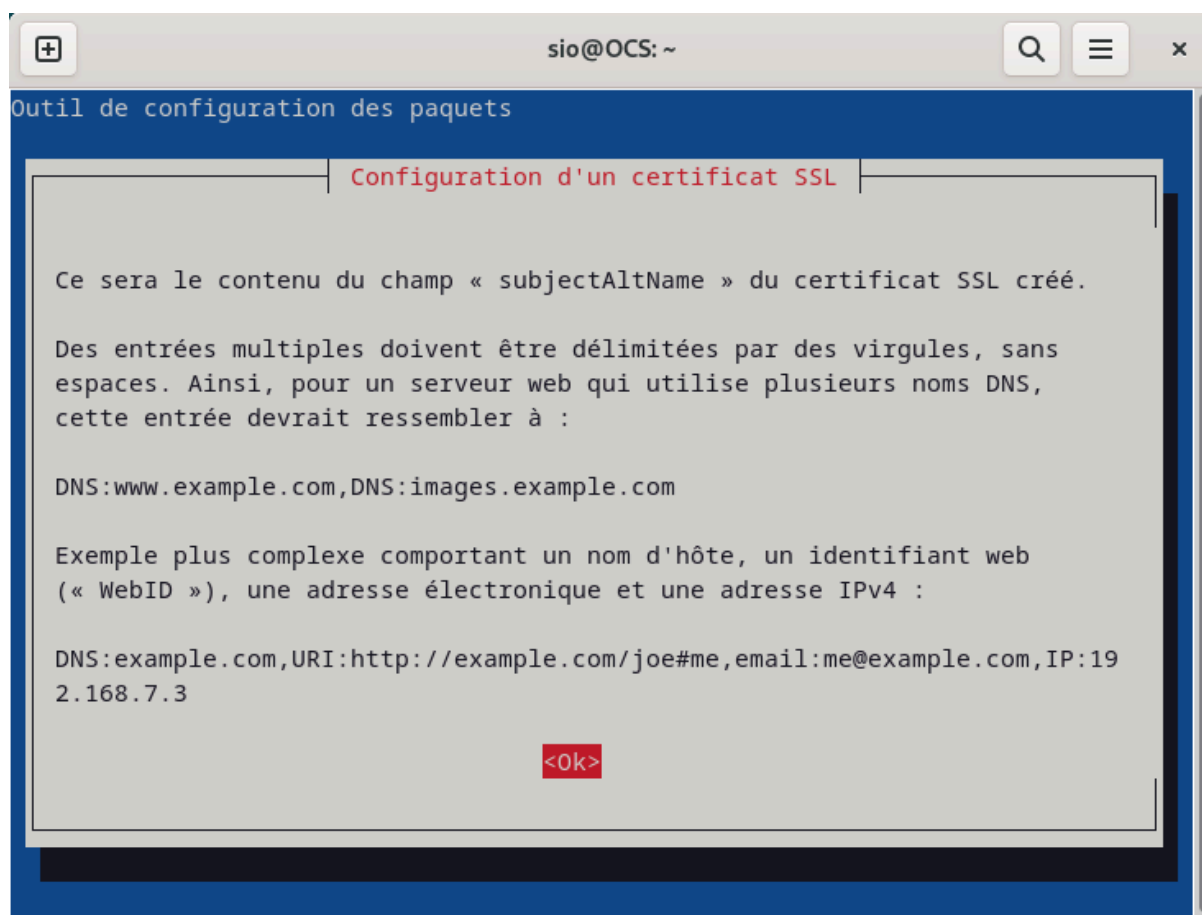 sio@OCS: ~
Outil de configuration des paquets
Configuration d'un certificat SSL
Ce sera le contenu du champ « subjectAltName » du certificat SSL créé.
Des entrées multiples doivent être délimitées par des virgules, sans
espaces. Ainsi, pour un serveur web qui utilise plusieurs noms DNS,
cette entrée devrait ressembler à :
DNS:www.example.com,DNS:images.example.com
Exemple plus complexe comportant un nom d'hôte, un identifiant web
(« WebID »), une adresse électronique et une adresse IPv4 :
DNS:example.com,URI:http://example.com/joe#me,email:me@example.com,IP:19
2.168.7.3
<Ok>